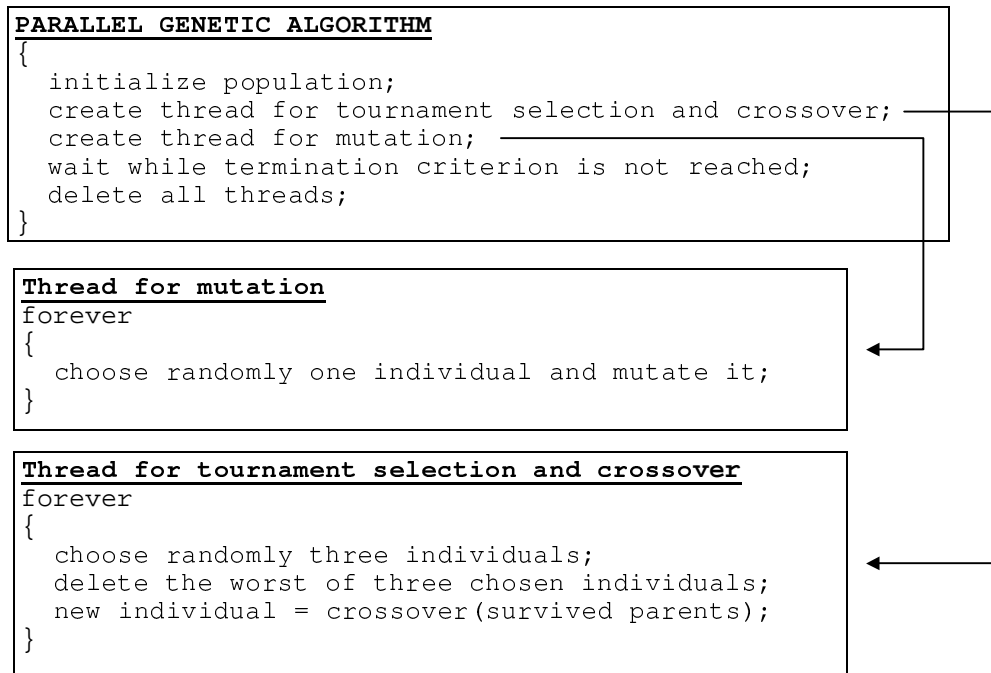 PARALLEL GENETIC ALGORITHM
{
initialize population;
create thread for tournament selection and crossover;
create thread for mutation;
wait while termination criterion is not reached;
delete all threads;
}
Thread for mutation
forever
{
choose randomly one individual and mutate it;
}
Thread for tournament selection and crossover
forever
{
choose randomly three individuals;
delete the worst of three chosen individuals;
new individual = crossover(survived parents);
}